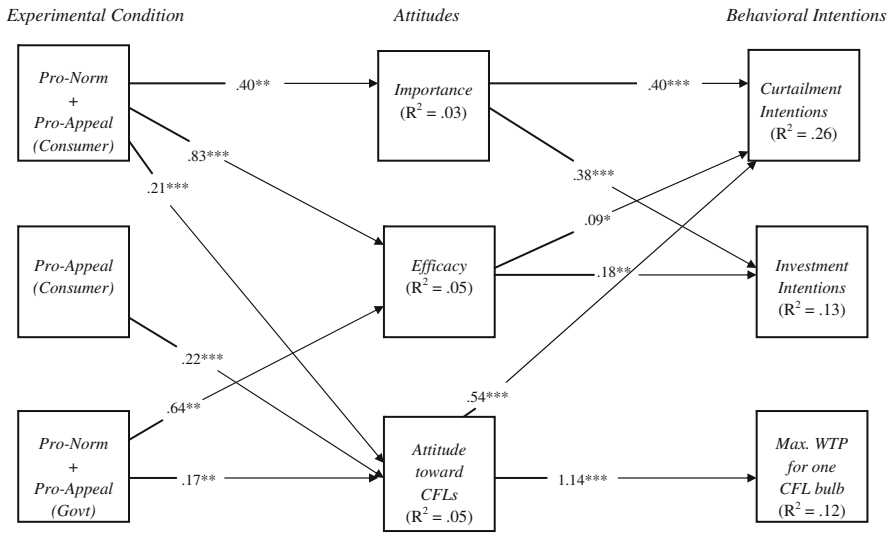 Experimental Condition
Attitudes
Behavioral Intentions
Pro-Norm
+
Pro-Appeal
(Consumer)
.40**
Importance
(R² = .03)
.40***
Curtailment
Intentions
(R² = .26)
.83***
.21***
.38***
.09*
Pro-Appeal
(Consumer)
Efficacy
(R² = .05)
.18**
Investment
Intentions
(R² = .13)
.22***
.64**
.54***
Pro-Norm
+
Pro-Appeal
(Govt)
.17**
Attitude
toward
CFLs
(R² = .05)
1.14***
Max. WTP
for one
CFL bulb
(R² = .12)